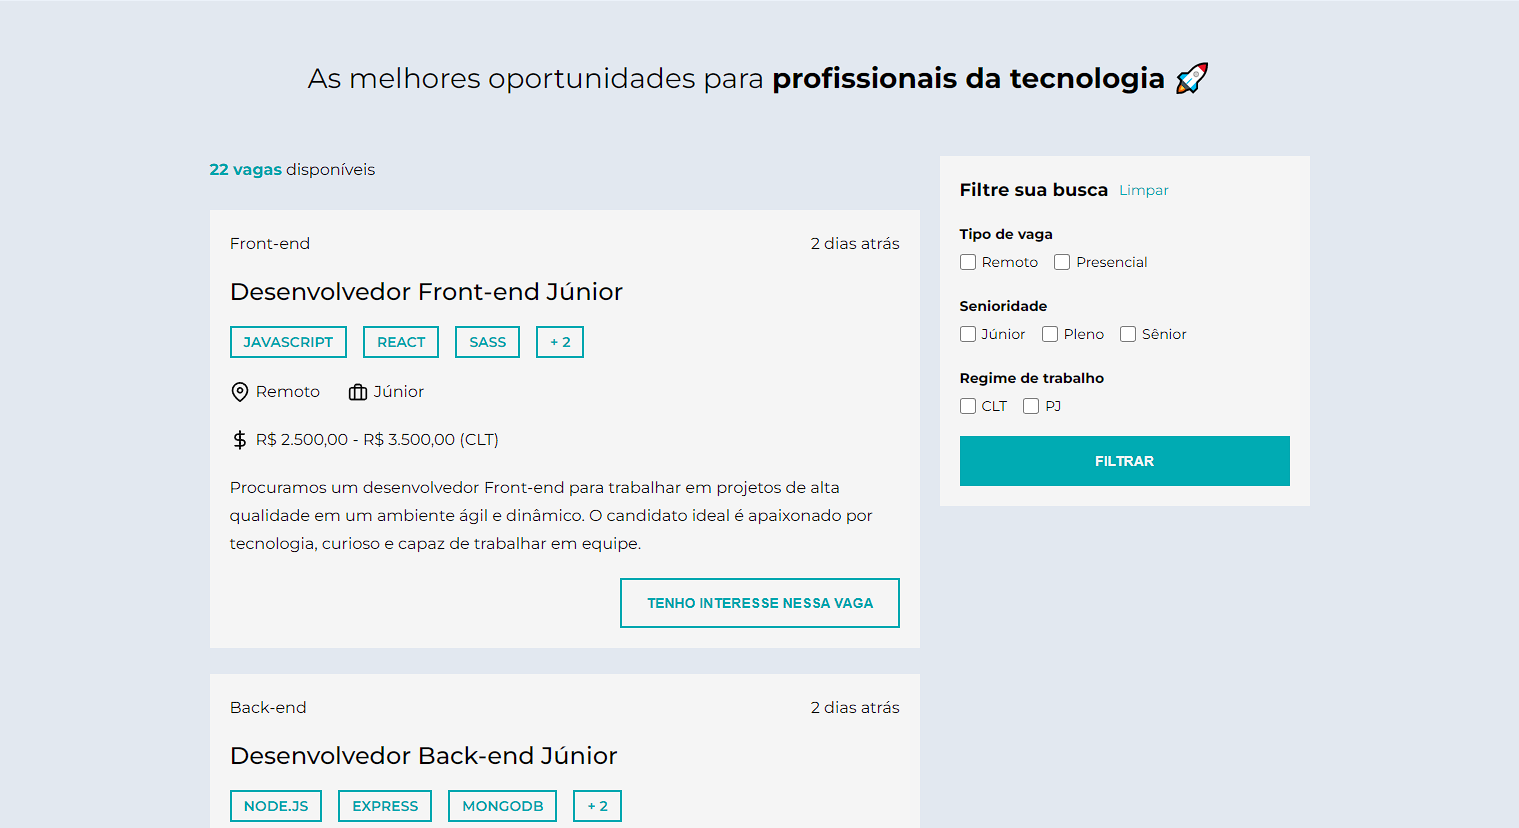 As melhores oportunidades para profissionais da tecnologia 🚀
22 vagas disponíveis
Front-end
2 dias atrás
Desenvolvedor Front-end Júnior
JAVASCRIPT
REACT
SASS
+ 2
Remoto
Júnior
R$ 2.500,00 - R$ 3.500,00 (CLT)
Procuramos um desenvolvedor Front-end para trabalhar em projetos de alta
qualidade em um ambiente ágil e dinâmico. O candidato ideal é apaixonado por
tecnologia, curioso e capaz de trabalhar em equipe.
TENHO INTERESSE NESSA VAGA
Back-end
2 dias atrás
Desenvolvedor Back-end Júnior
NODE.JS
EXPRESS
MONGODB
+ 2
Filtre sua busca Limpar
Tipo de vaga
Remoto
Presencial
Senioridade
Júnior
Pleno
Sênior
Regime de trabalho
CLT
PJ
FILTRAR